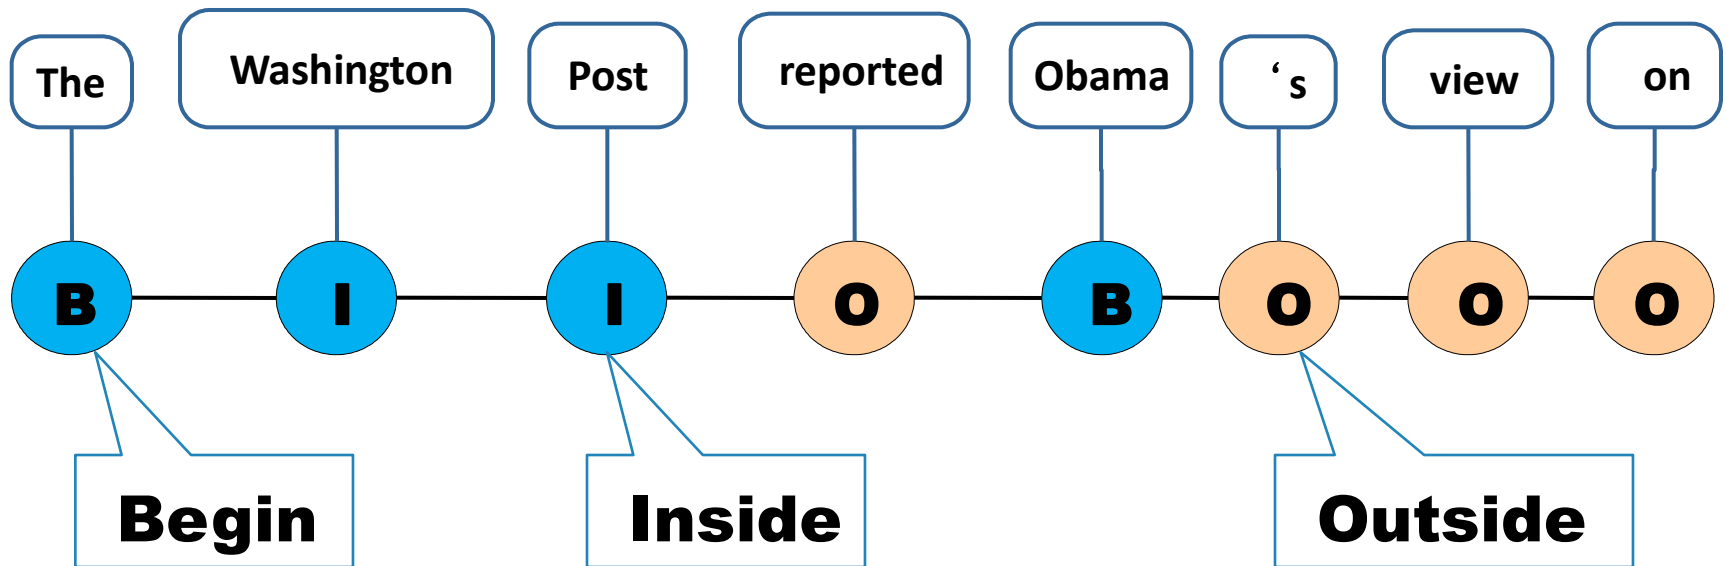 The Washington Post reported Obama ‘s view on
B I I O B O O O
Begin Inside Outside